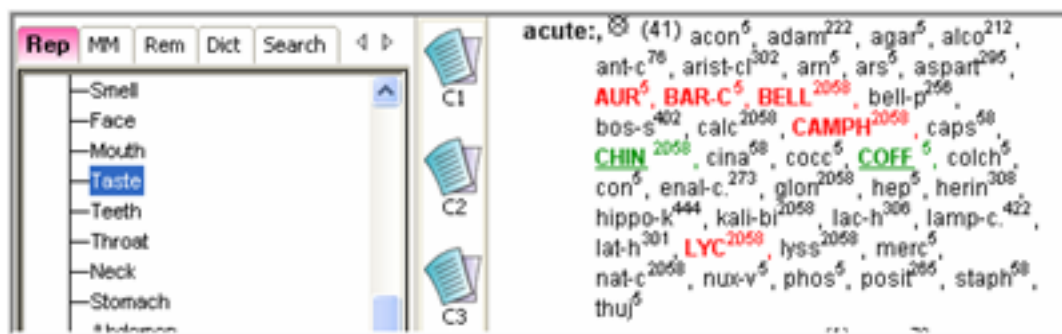 Rep MM Rem Dict Search
Smell
Face
Mouth
Taste
Teeth
Throat
Neck
Stomach
Abdomen
C1
C2
C3
acute:, (41) acon5, adam222, agar5, alco212,
ant-c76, arist-cl302, arn5, ars5, aspart295,
AUR5, BAR-C5, BELL2058, bell-p256,
bos-s402, calc2058, CAMPH2058, caps58,
CHIN 2058, cina58, cocc5, COFF 5, colch5,
con5, enal-c.273, glon2058, hep5, herin308,
hippo-k444, kali-bi2058, lac-h306, lamp-c.422,
lat-h301, LYC2058, lyss2058, merc5,
nat-c2058, nux-v5, phos5, posit265, staph58,
thuj5